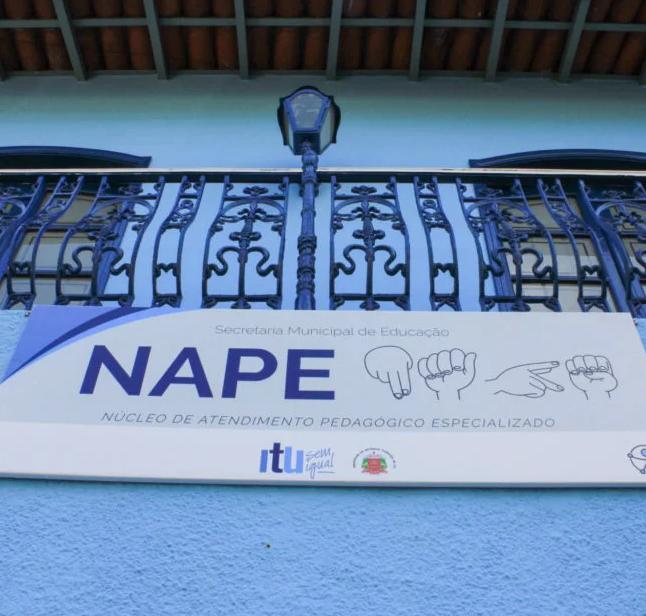 Secretaria Municipal de Educação
NAPE
NÚCLEO DE ATENDIMENTO PEDAGÓGICO ESPECIALIZADO
itu sem
igual